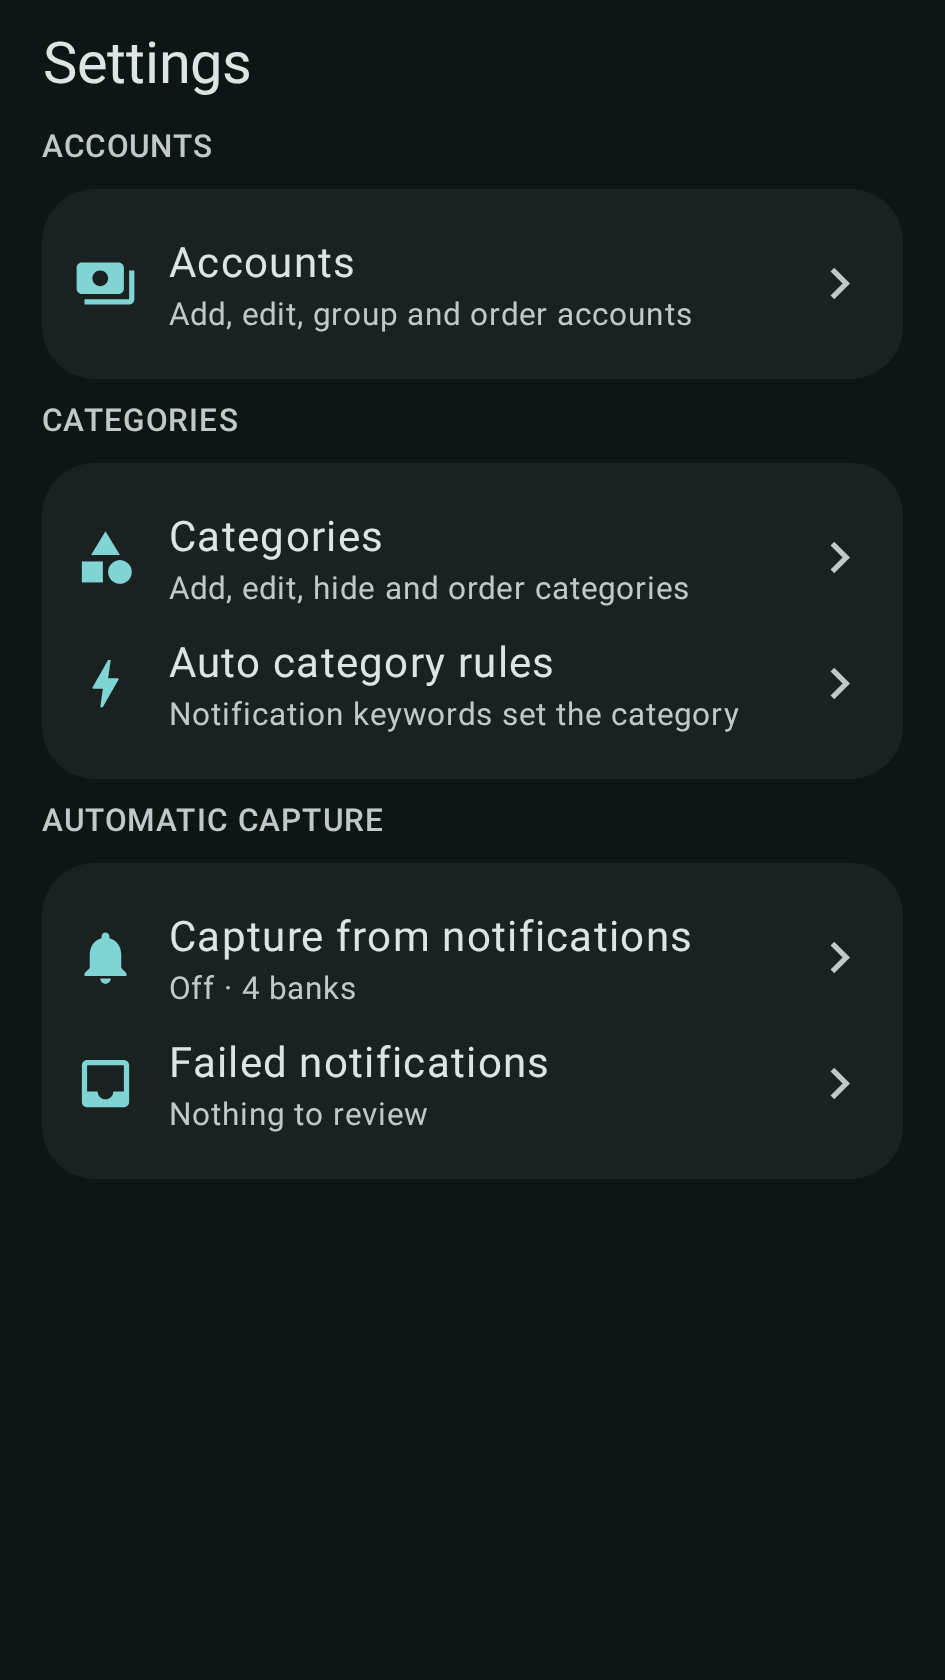 Settings
ACCOUNTS
Accounts
Add, edit, group and order accounts
CATEGORIES
Categories
Add, edit, hide and order categories
Auto category rules
Notification keywords set the category
AUTOMATIC CAPTURE
Capture from notifications
Off · 4 banks
Failed notifications
Nothing to review